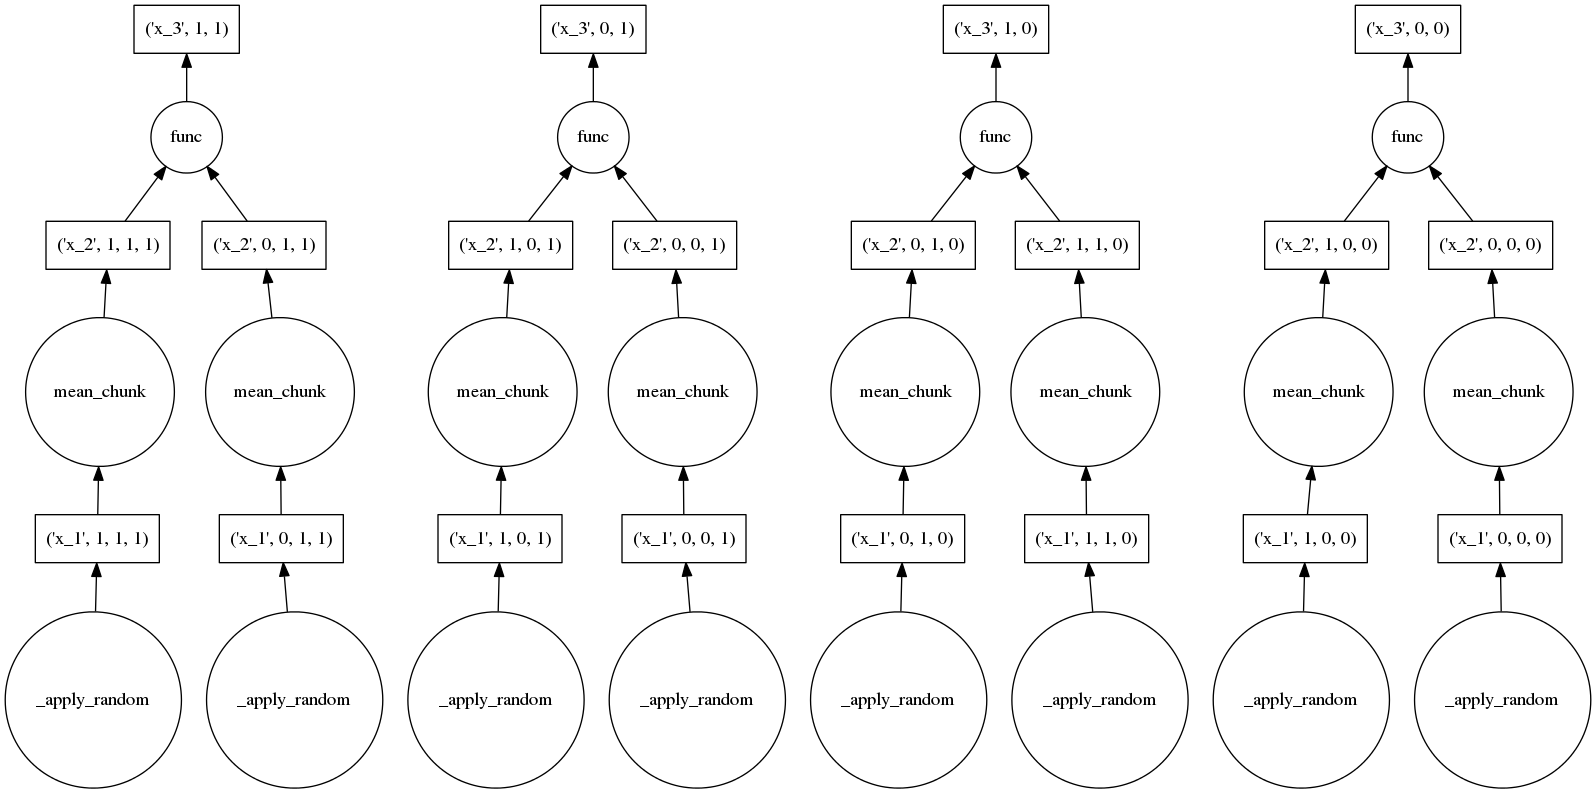 ('x_3', 1, 1)
('x_3', 0, 1)
('x_3', 1, 0)
('x_3', 0, 0)
func
func
func
func
('x_2', 1, 1, 1)
('x_2', 0, 1, 1)
('x_2', 1, 0, 1)
('x_2', 0, 0, 1)
('x_2', 0, 1, 0)
('x_2', 1, 1, 0)
('x_2', 1, 0, 0)
('x_2', 0, 0, 0)
mean_chunk
mean_chunk
mean_chunk
mean_chunk
mean_chunk
mean_chunk
mean_chunk
mean_chunk
('x_1', 1, 1, 1)
('x_1', 0, 1, 1)
('x_1', 1, 0, 1)
('x_1', 0, 0, 1)
('x_1', 0, 1, 0)
('x_1', 1, 1, 0)
('x_1', 1, 0, 0)
('x_1', 0, 0, 0)
_apply_random
_apply_random
_apply_random
_apply_random
_apply_random
_apply_random
_apply_random
_apply_random